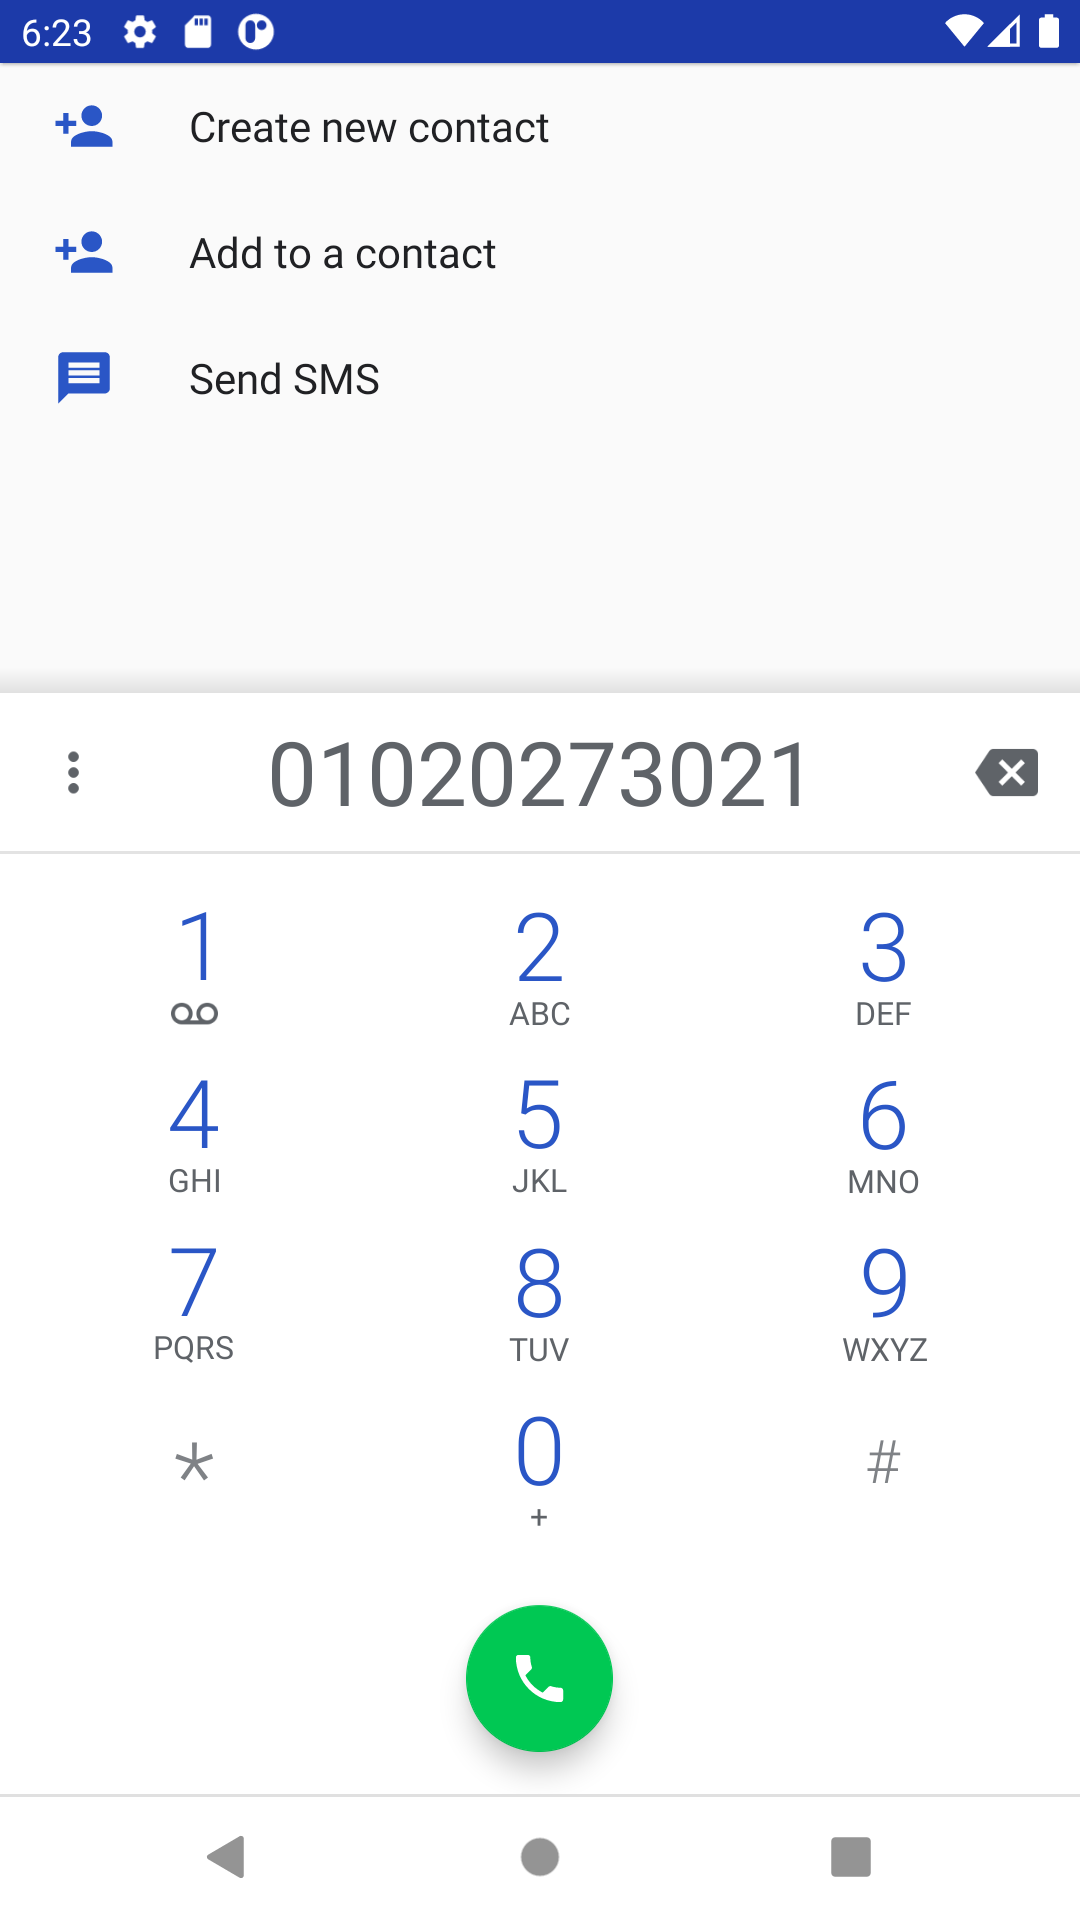 6:23
Create new contact
Add to a contact
Send SMS
01020273021
1 2 3
ABC DEF
4 5 6
GHI JKL MNO
7 8 9
PQRS TUV WXYZ
* 0 #
+